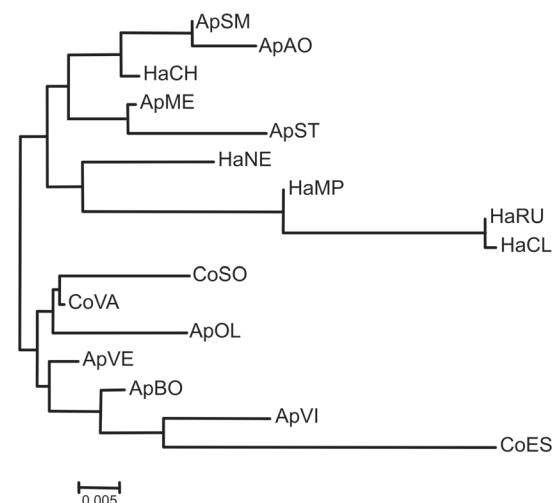 ApSM
ApAO
HaCH
ApME
ApST
HaNE
HaMP
HaRU
HaCL
CoSO
CoVA
ApOL
ApVE
ApBO
ApVI
CoES
0.005